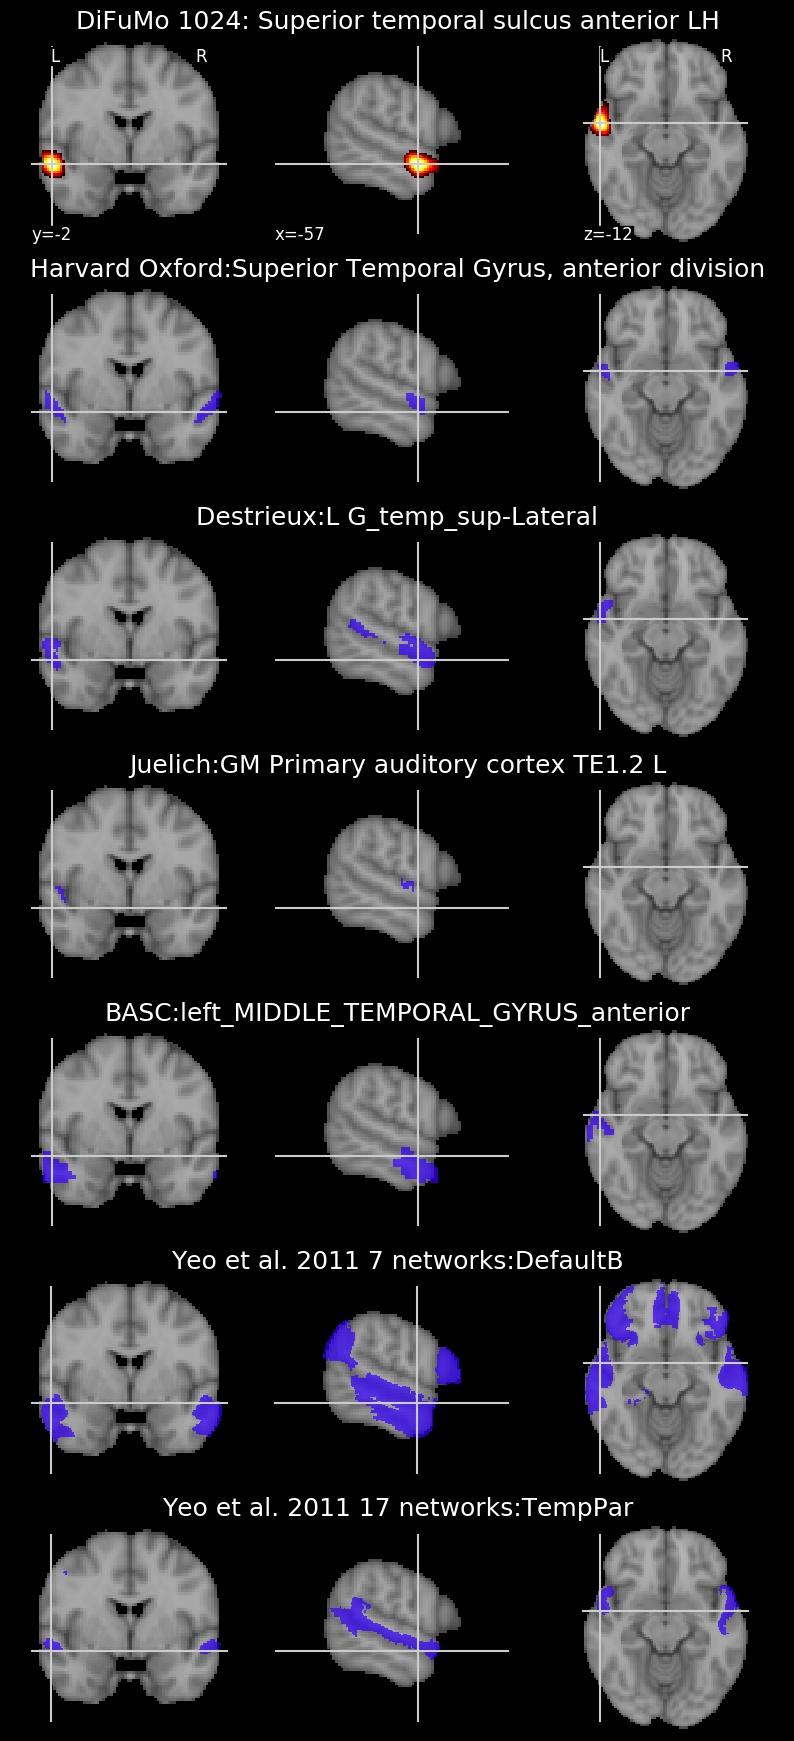 DiFuMo 1024: Superior temporal sulcus anterior LH
L R L R
y=-2 x=-57 z=-12
Harvard Oxford:Superior Temporal Gyrus, anterior division
Destrieux:L G_temp_sup-Lateral
Juelich:GM Primary auditory cortex TE1.2 L
BASC:left_MIDDLE_TEMPORAL_GYRUS_anterior
Yeo et al. 2011 7 networks:DefaultB
Yeo et al. 2011 17 networks:TempPar